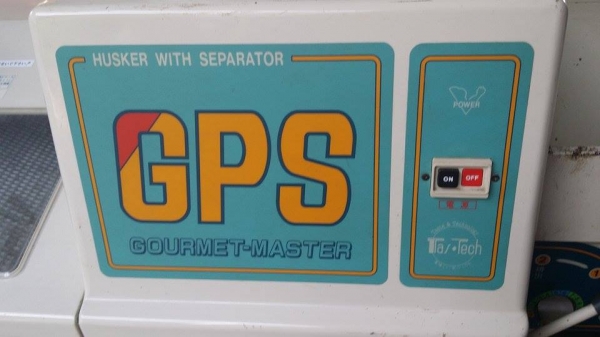 HUSKER WITH SEPARATOR
GPS
GOURMET-MASTER
POWER
ON OFF
Tas•Tech